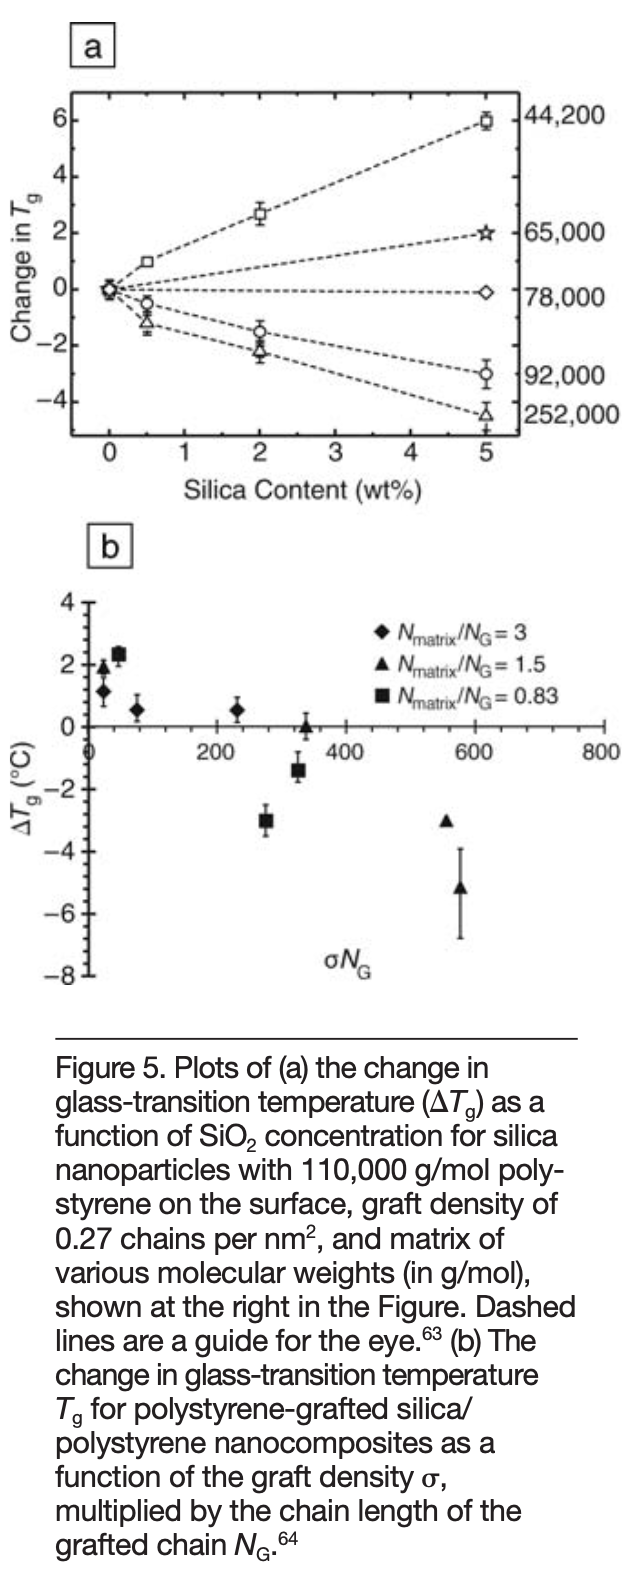 a
6
4
2
0
−2
−4
Change in Tg
44,200
65,000
78,000
92,000
252,000
0 1 2 3 4 5
Silica Content (wt%)
b
4
2
0
−2
−4
−6
−8
ΔTg (°C)
Nmatrix/NG = 3
Nmatrix/NG = 1.5
Nmatrix/NG = 0.83
0 200 400 600 800
σNG
Figure 5. Plots of (a) the change in
glass-transition temperature (ΔTg) as a
function of SiO2 concentration for silica
nanoparticles with 110,000 g/mol poly-
styrene on the surface, graft density of
0.27 chains per nm², and matrix of
various molecular weights (in g/mol),
shown at the right in the Figure. Dashed
lines are a guide for the eye.⁶³ (b) The
change in glass-transition temperature
Tg for polystyrene-grafted silica/
polystyrene nanocomposites as a
function of the graft density σ,
multiplied by the chain length of the
grafted chain NG.⁶⁴